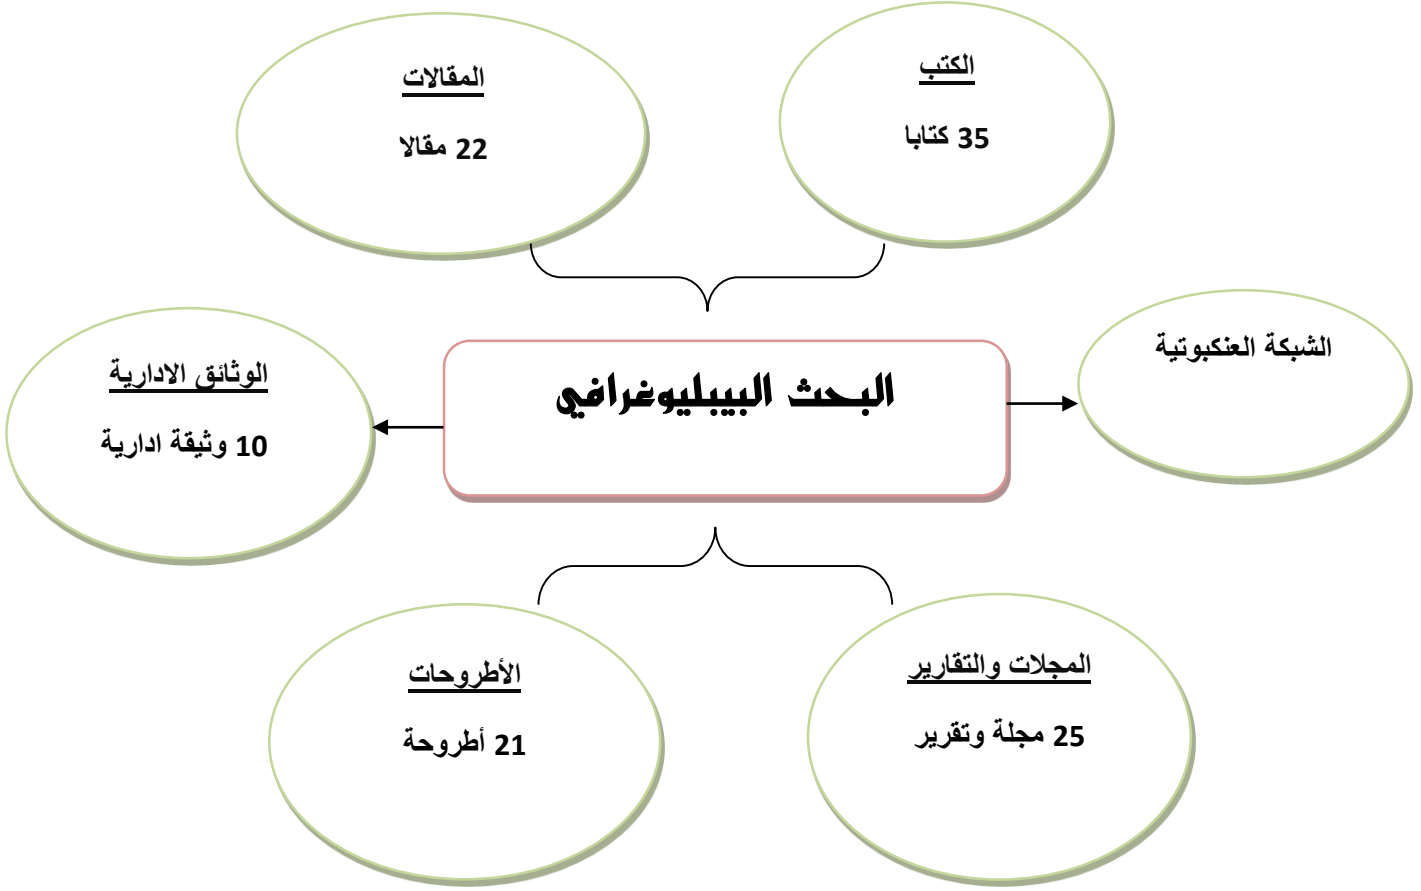 الكتب
35 كتابا
المقالات
22 مقالا
الشبكة العنكبوتية
البحث البيبليوغرافي
الوثائق الادارية
10 وثيقة ادارية
المجلات والتقارير
25 مجلة وتقرير
الأطروحات
21 أطروحة